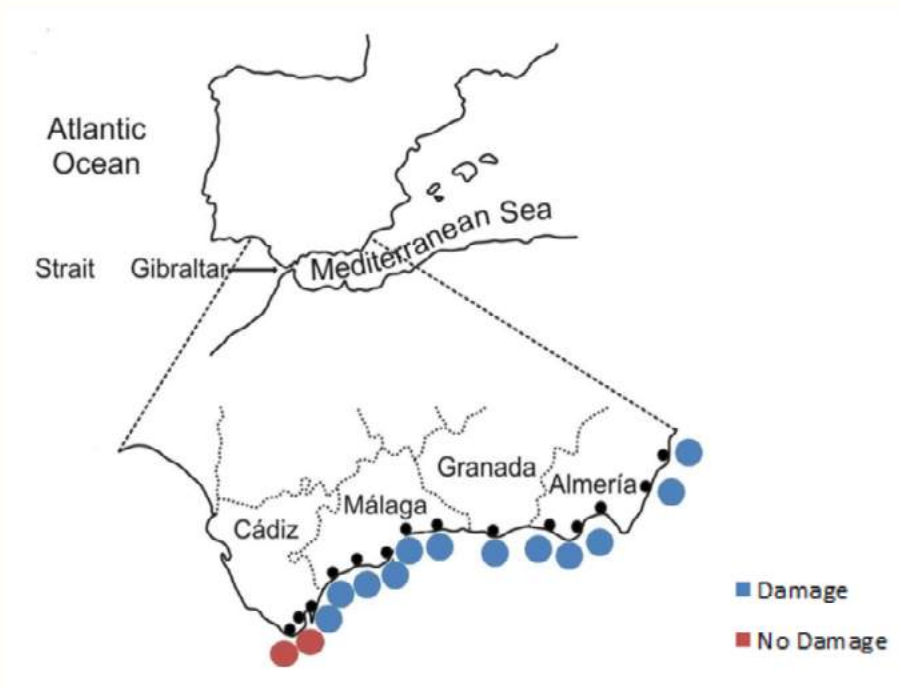 Atlantic
Ocean
Mediterranean Sea
Strait Gibraltar
Granada
Almería
Málaga
Cádiz
Damage
No Damage